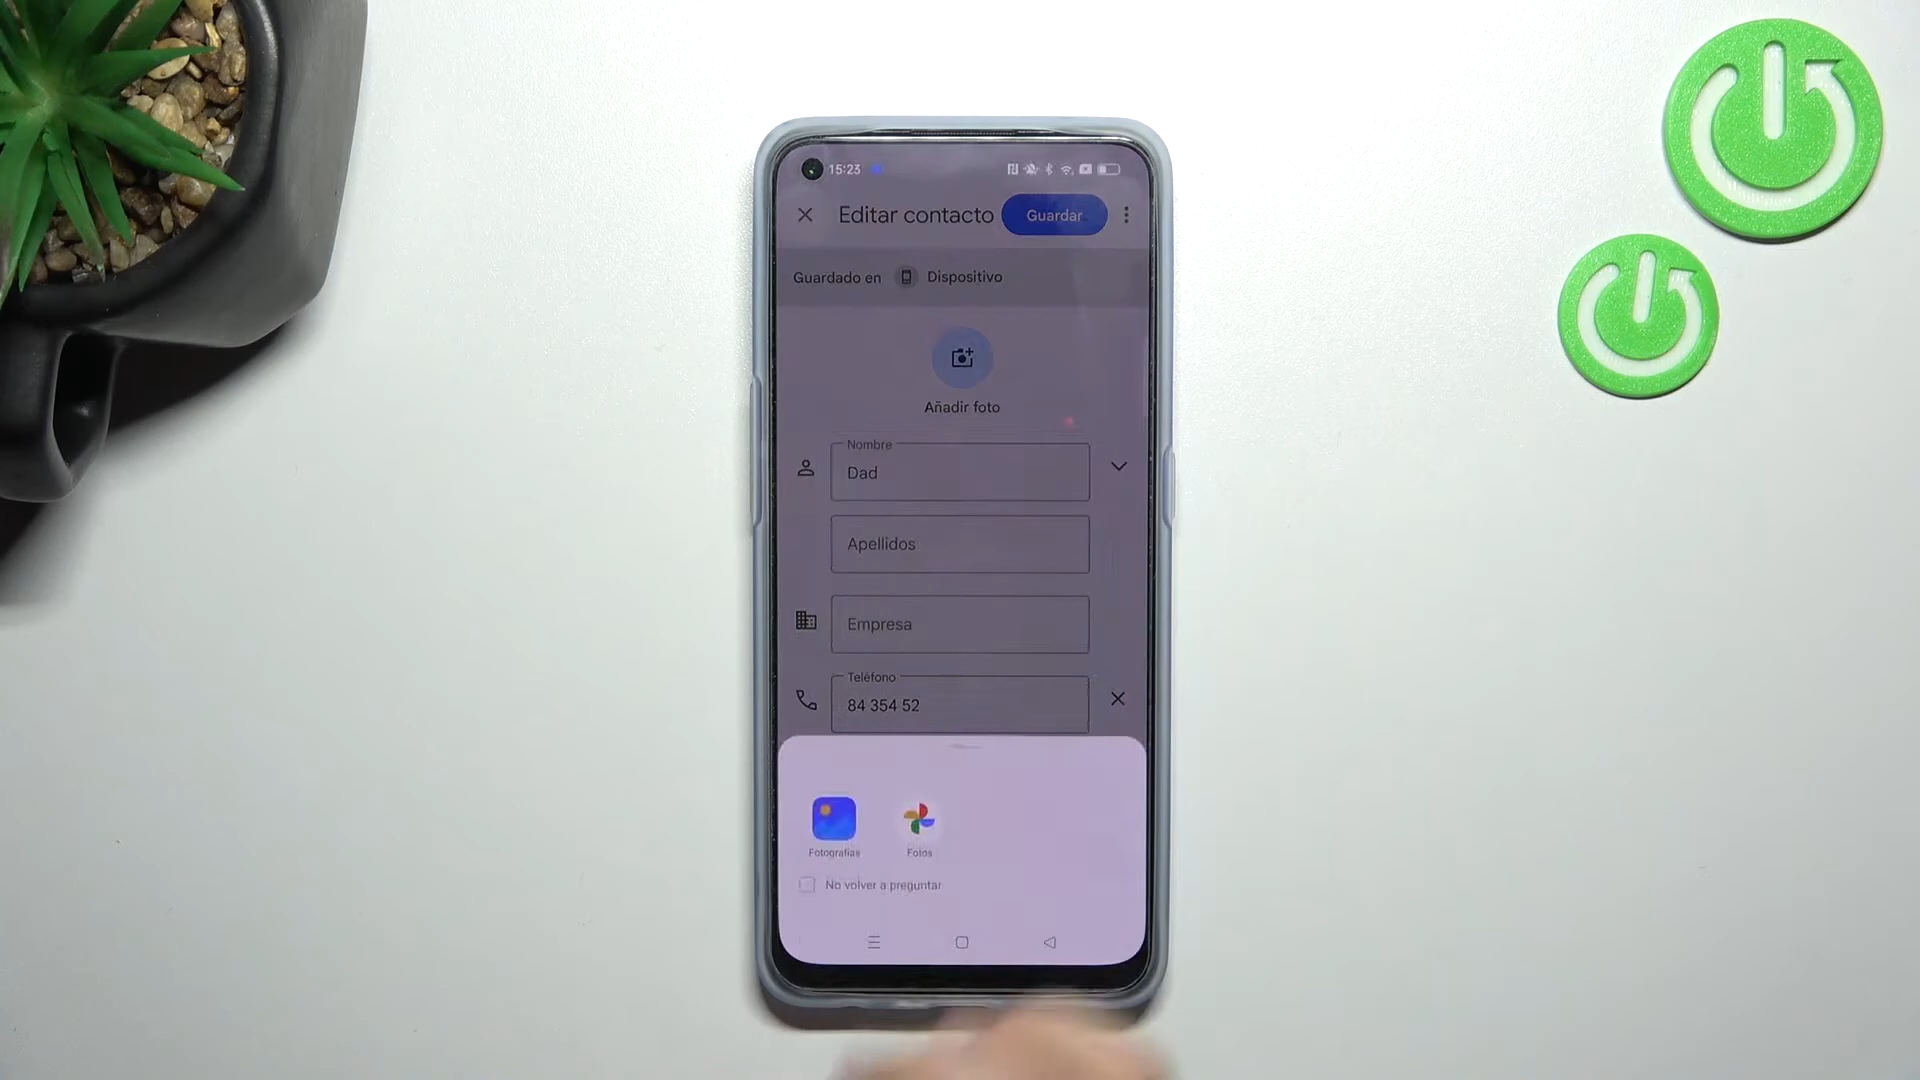 15:23
Editar contacto Guardar
Guardado en Dispositivo
Añadir foto
Nombre
Dad
Apellidos
Empresa
Teléfono
84 354 52
Fotografías Fotos
No volver a preguntar